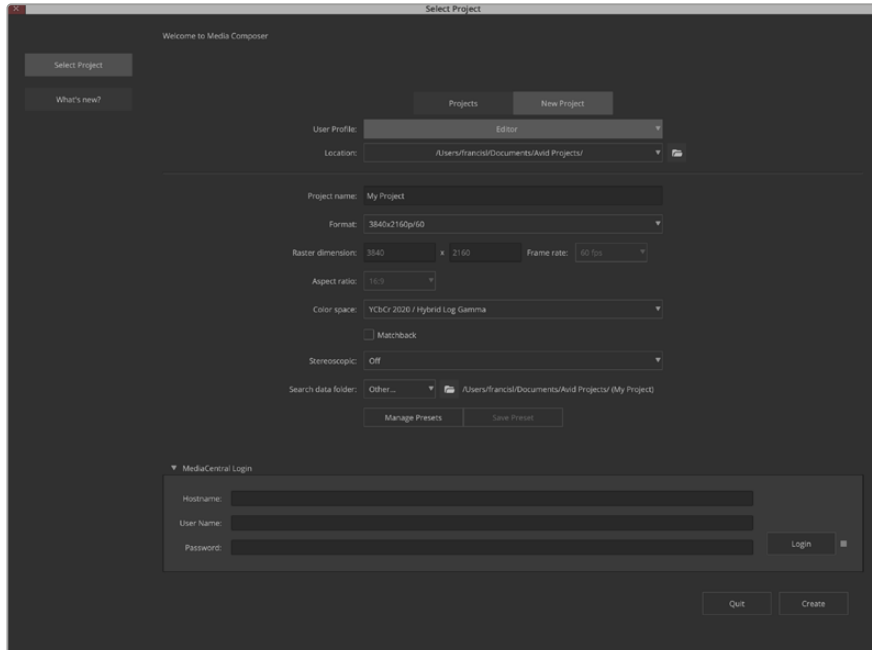 Select Project
Welcome to Media Composer
Select Project
What's new?
Projects New Project
User Profile: Editor
Location: /Users/francisl/Documents/Avid Projects/
Project name: My Project
Format: 3840x2160p/60
Raster dimension: 3840 x 2160 Frame rate: 60 fps
Aspect ratio: 16:9
Color space: YCbCr 2020 / Hybrid Log Gamma
Matchback
Stereoscopic: Off
Search data folder: Other... /Users/francisl/Documents/Avid Projects/ (My Project)
Manage Presets Save Preset
MediaCentral Login
Hostname:
User Name:
Password:
Login
Quit Create